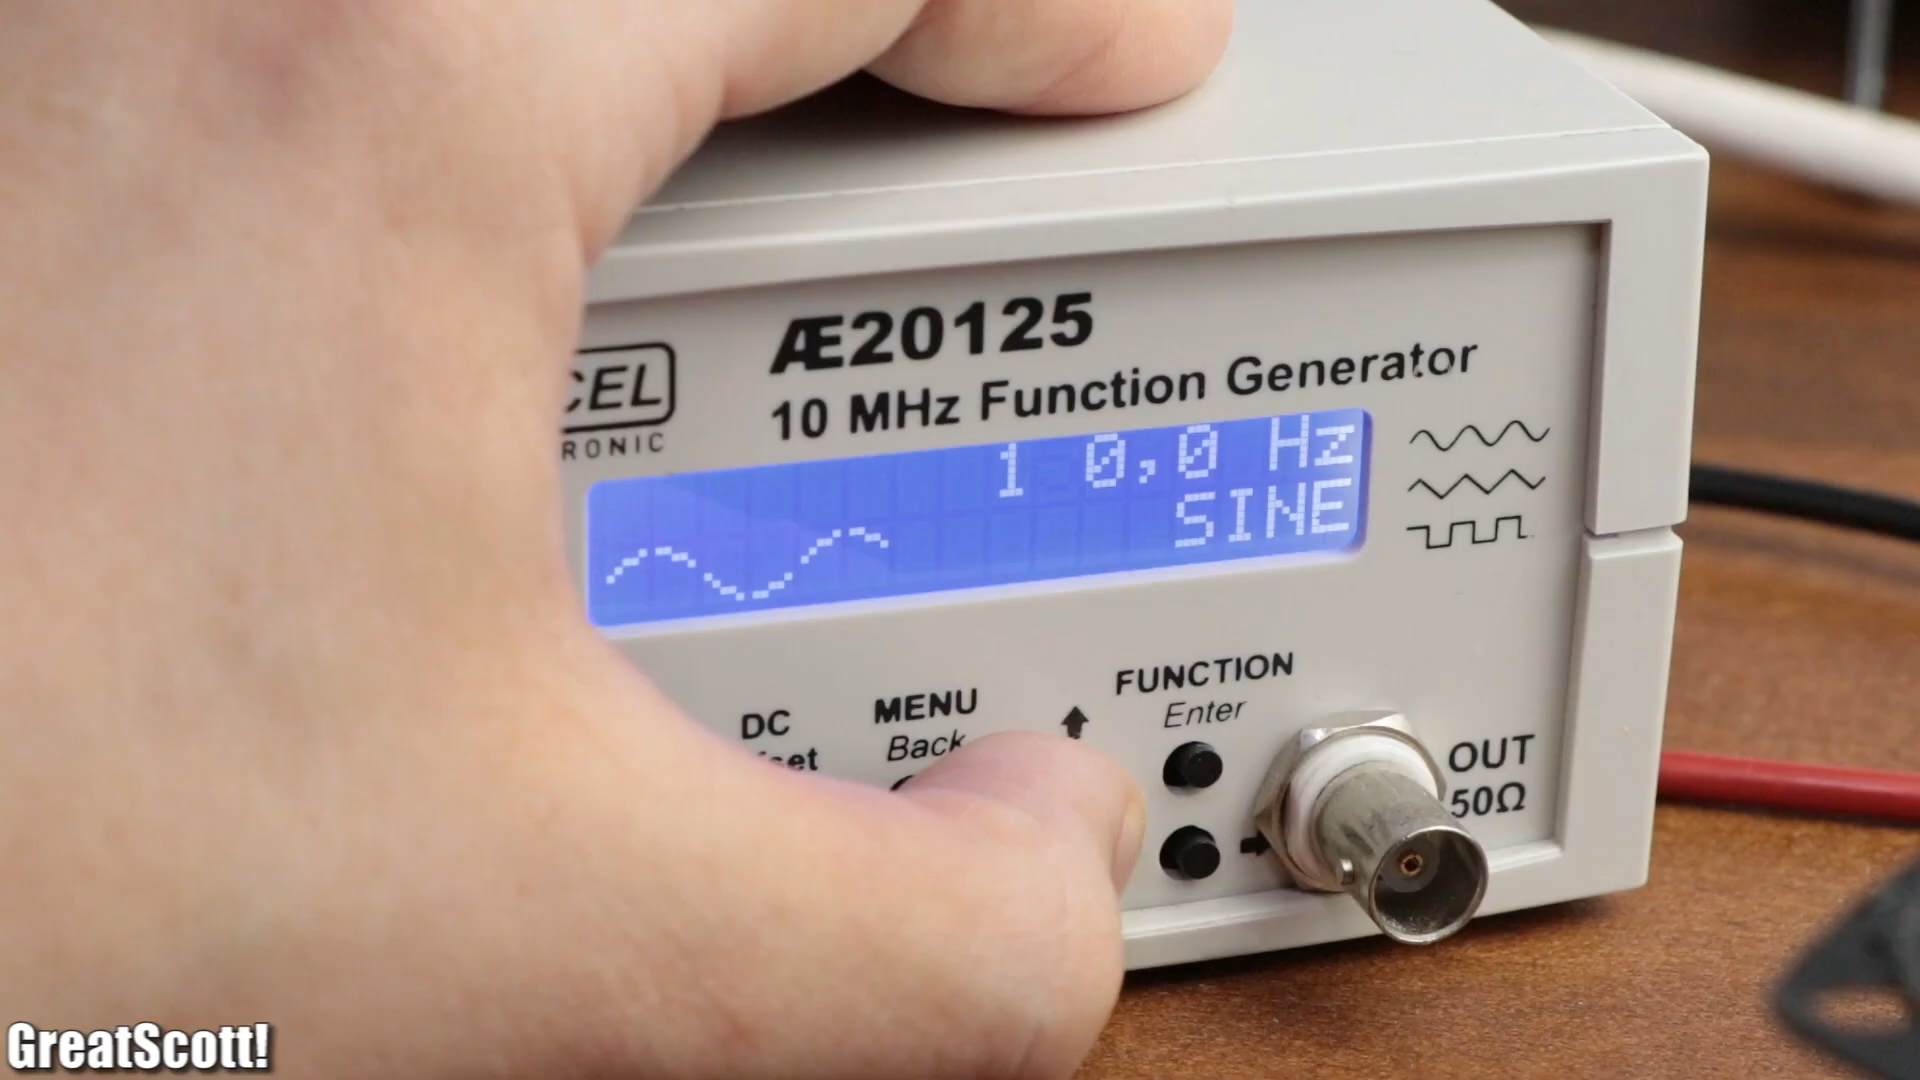 CEL
RONIC
Æ20125
10 MHz Function Generator
1 0,0 Hz
SINE
DC
set
MENU
Back
FUNCTION
Enter
OUT
50Ω
GreatScott!